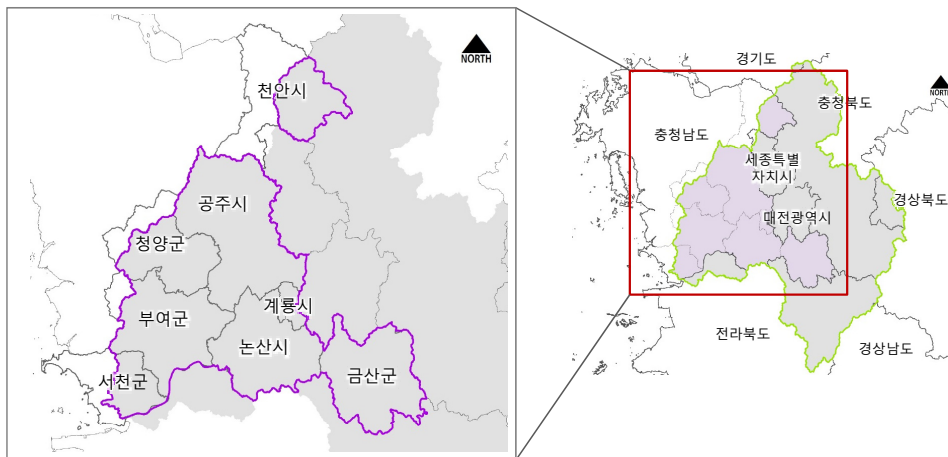 NORTH
천안시
공주시
청양군
계룡시
부여군
논산시
서천군
금산군
경기도
NORTH
충청북도
충청남도
세종특별
자치시
경상북도
대전광역시
전라북도
경상남도